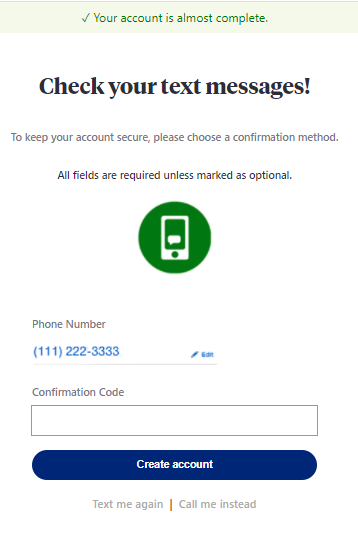 ✓ Your account is almost complete.
Check your text messages!
To keep your account secure, please choose a confirmation method.
All fields are required unless marked as optional.
Phone Number
(111) 222-3333 Edit
Confirmation Code
Create account
Text me again | Call me instead